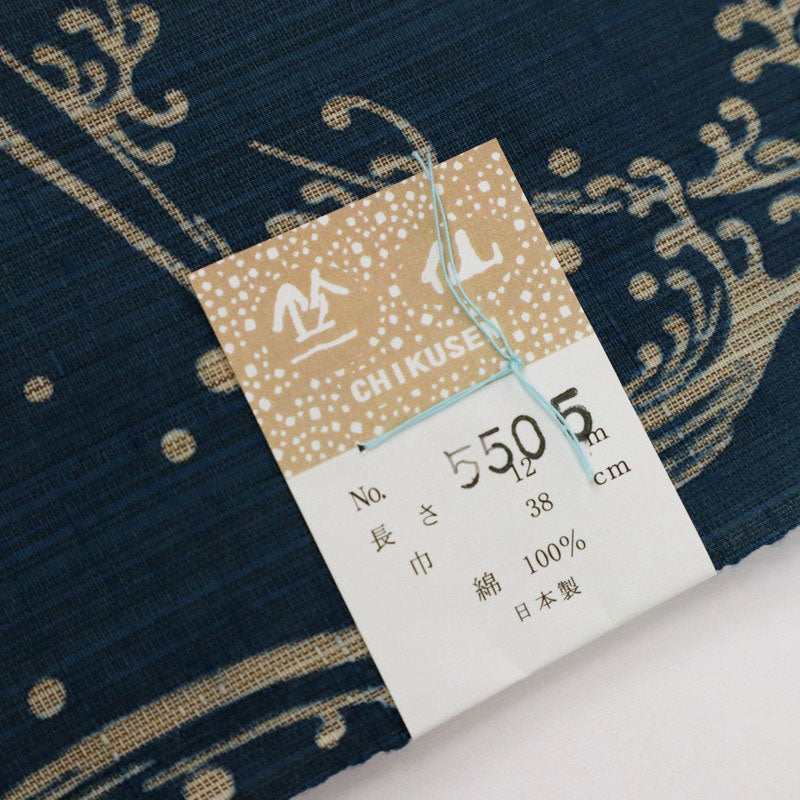 竺仙
CHIKUSEN
No. 5505
長さ 12 m
巾 38 cm
綿 100%
日本製